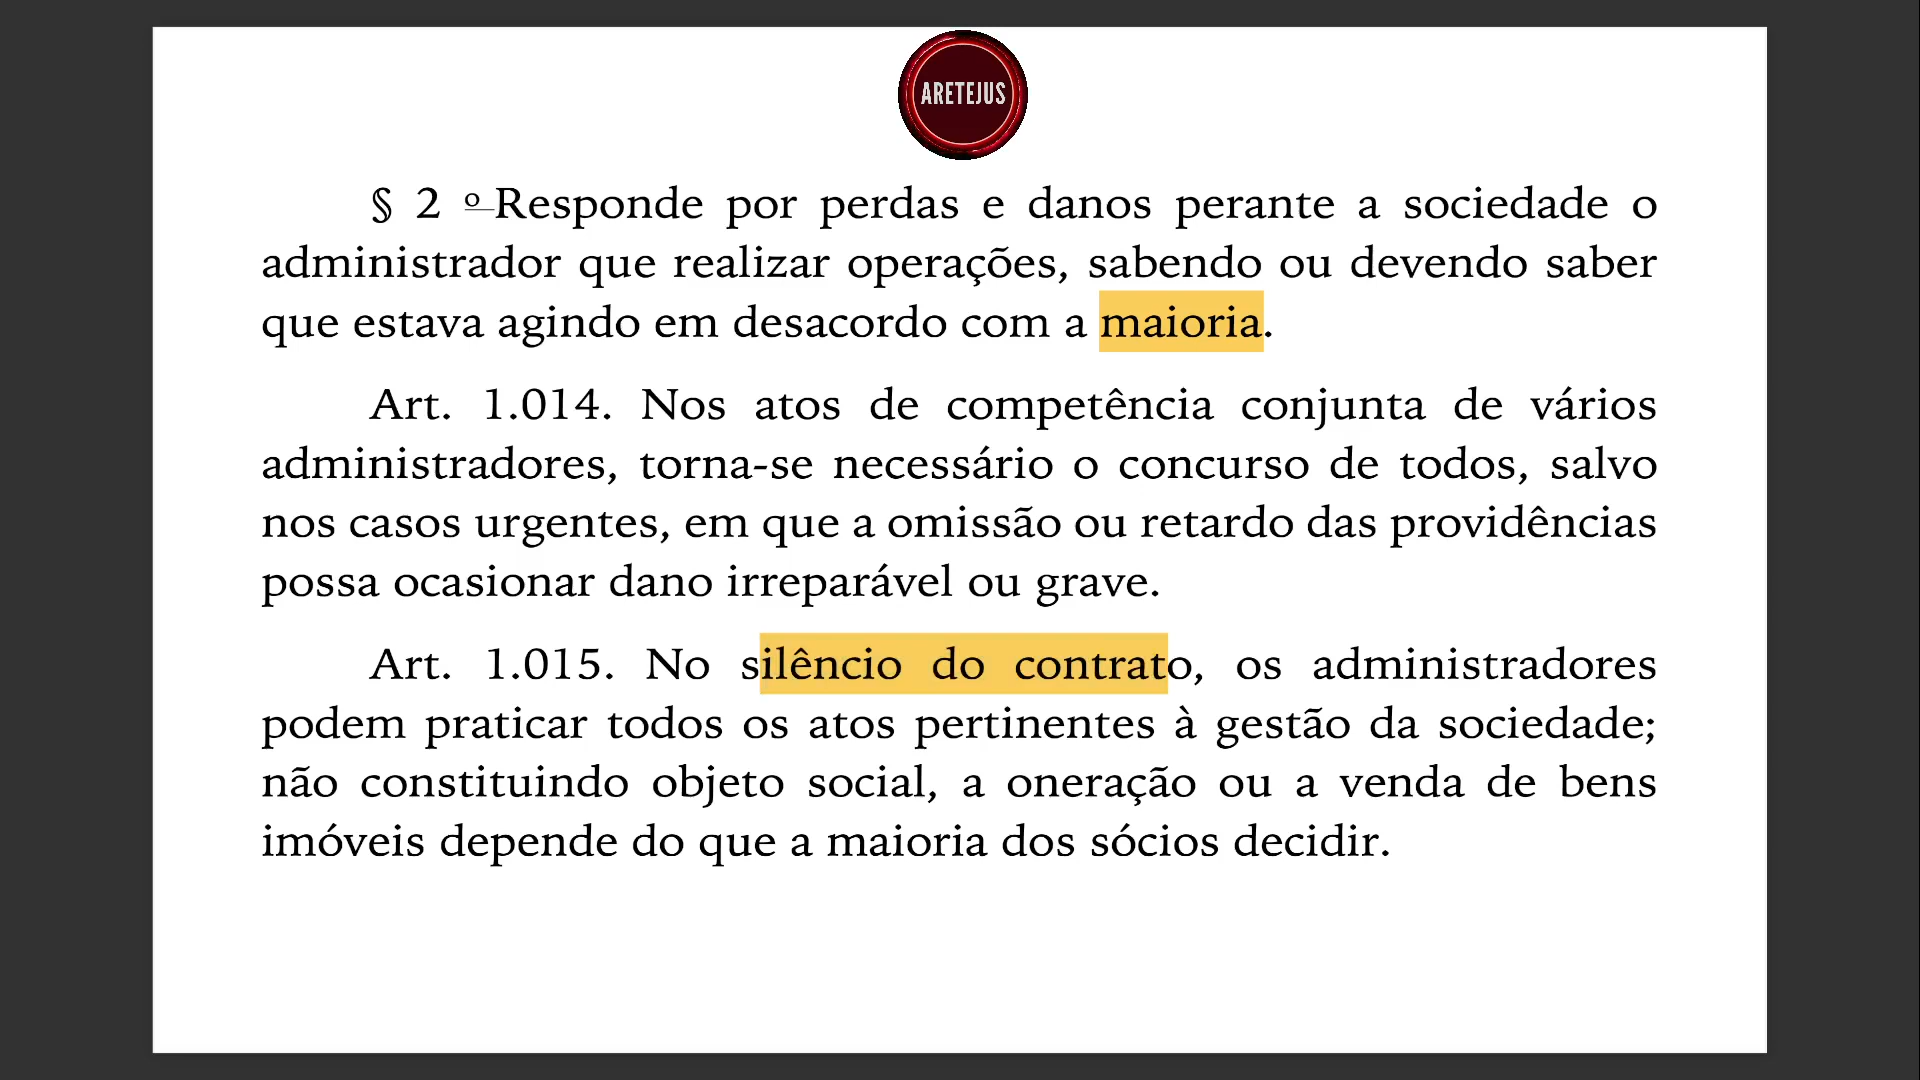 ARETEJUS
§ 2 º Responde por perdas e danos perante a sociedade o
administrador que realizar operações, sabendo ou devendo saber
que estava agindo em desacordo com a maioria.
Art. 1.014. Nos atos de competência conjunta de vários
administradores, torna-se necessário o concurso de todos, salvo
nos casos urgentes, em que a omissão ou retardo das providências
possa ocasionar dano irreparável ou grave.
Art. 1.015. No silêncio do contrato, os administradores
podem praticar todos os atos pertinentes à gestão da sociedade;
não constituindo objeto social, a oneração ou a venda de bens
imóveis depende do que a maioria dos sócios decidir.